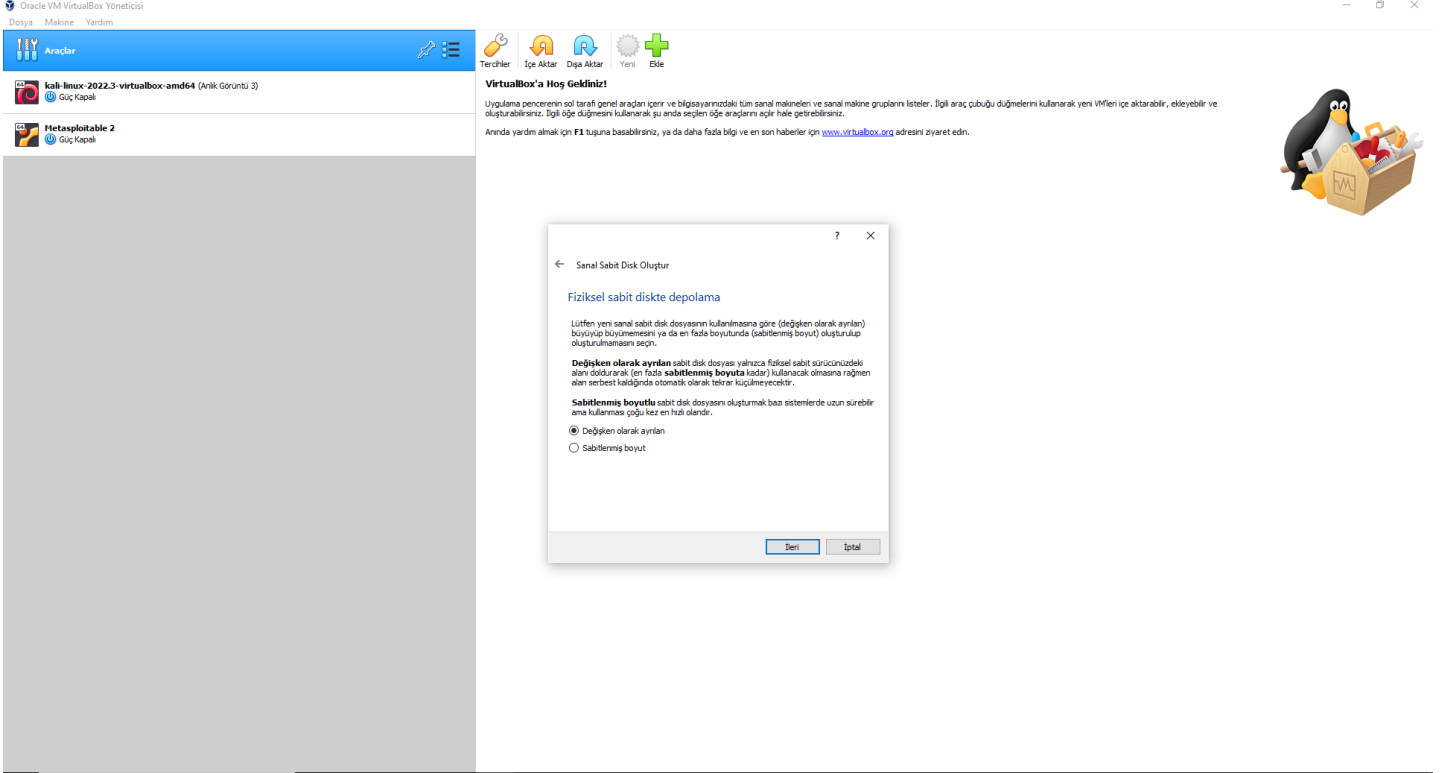 Oracle VM VirtualBox Yöneticisi
Dosya Makine Yardım
Araçlar
Tercihler İçe Aktar Dışa Aktar Yeni Ekle
64 kali-linux-2022.3-virtualbox-amd64 (Anlık Görüntü 3)
Güç Kapalı
64 Metasploitable 2
Güç Kapalı
VirtualBox'a Hoş Geldiniz!
Uygulama pencerenin sol tarafı genel araçları içerir ve bilgisayarınızdaki tüm sanal makineleri ve sanal makine gruplarını listeler. İlgili araç çubuğu düğmelerini kullanarak yeni VM'leri içe aktarabilir, ekleyebilir ve
oluşturabilirsiniz. İlgili öğe düğmesini kullanarak şu anda seçilen öğe araçlarını açılır hale getirebilirsiniz.
Anında yardım almak için F1 tuşuna basabilirsiniz, ya da daha fazla bilgi ve en son haberler için www.virtualbox.org adresini ziyaret edin.
? 
Sanal Sabit Disk Oluştur
Fiziksel sabit diskte depolama
Lütfen yeni sanal sabit disk dosyasının kullanılmasına göre (değişken olarak ayrılan)
büyüyüp büyümemesini ya da en fazla boyutunda (sabitlenmiş boyut) oluşturulup
oluşturulmamasını seçin.
Değişken olarak ayrılan sabit disk dosyası yalnızca fiziksel sabit sürücünüzdeki
alanı doldurarak (en fazla sabitlenmiş boyuta kadar) kullanacak olmasına rağmen
alan serbest kaldığında otomatik olarak tekrar küçülmeyecektir.
Sabitlenmiş boyutlu sabit disk dosyasını oluşturmak bazı sistemlerde uzun sürebilir
ama kullanması çoğu kez en hızlı olandır.
Değişken olarak ayrılan
Sabitlenmiş boyut
İleri İptal